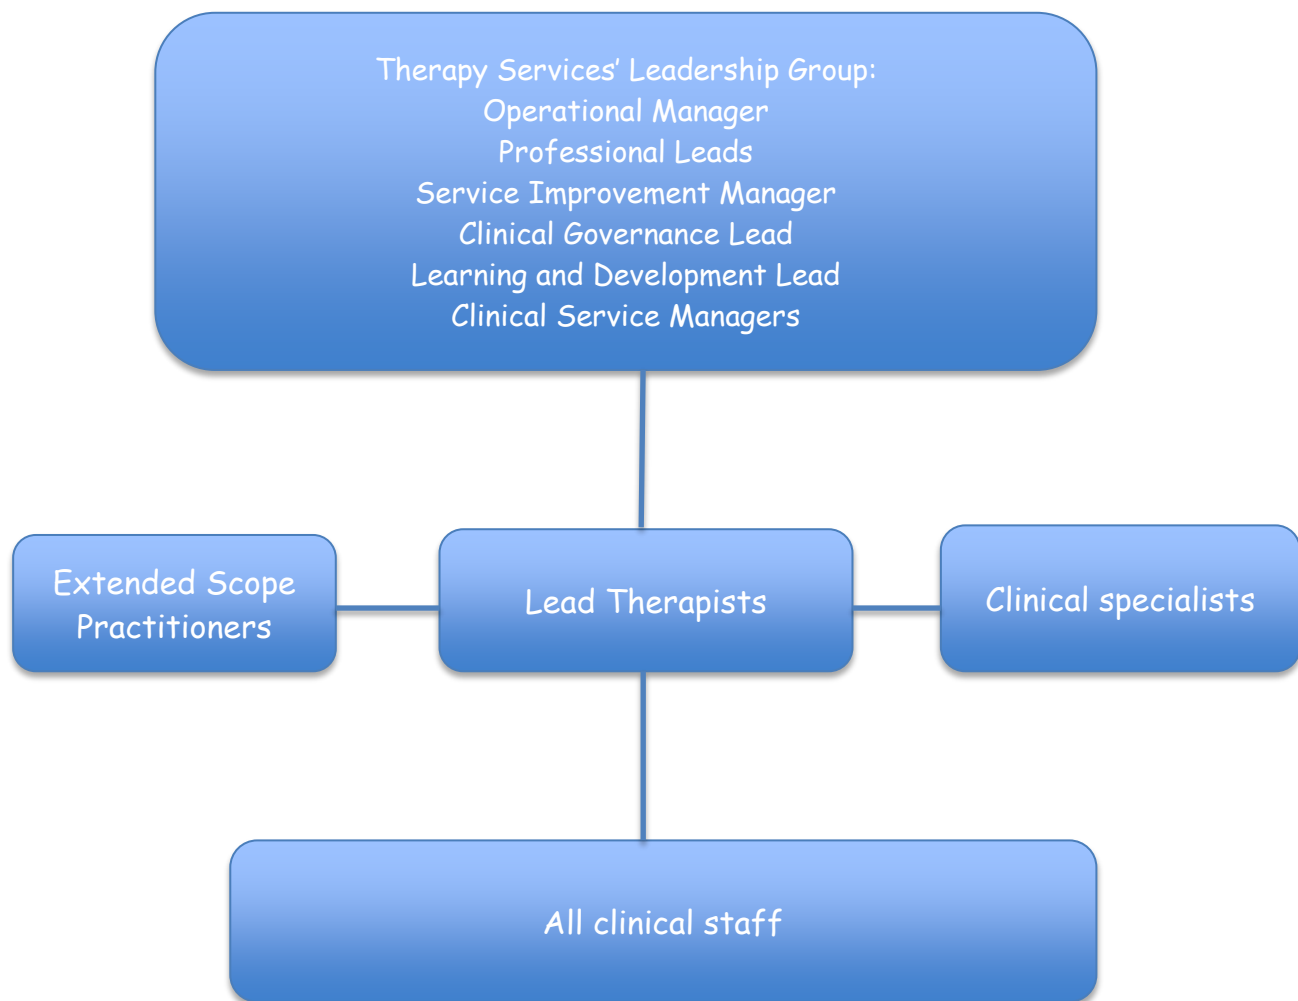 Therapy Services’ Leadership Group:
Operational Manager
Professional Leads
Service Improvement Manager
Clinical Governance Lead
Learning and Development Lead
Clinical Service Managers
Extended Scope
Practitioners
Lead Therapists
Clinical specialists
All clinical staff